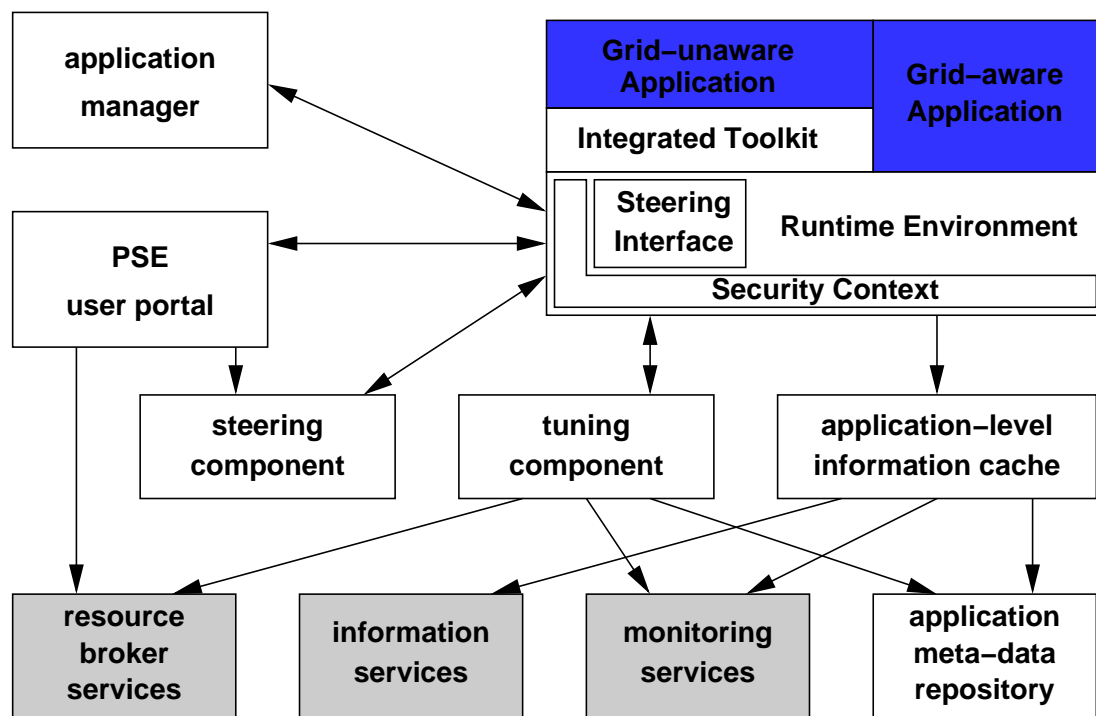 application
manager
Grid−unaware
Application
Grid−aware
Application
Integrated Toolkit
Steering
Interface
Runtime Environment
Security Context
PSE
user portal
steering
component
tuning
component
application−level
information cache
resource
broker
services
information
services
monitoring
services
application
meta−data
repository